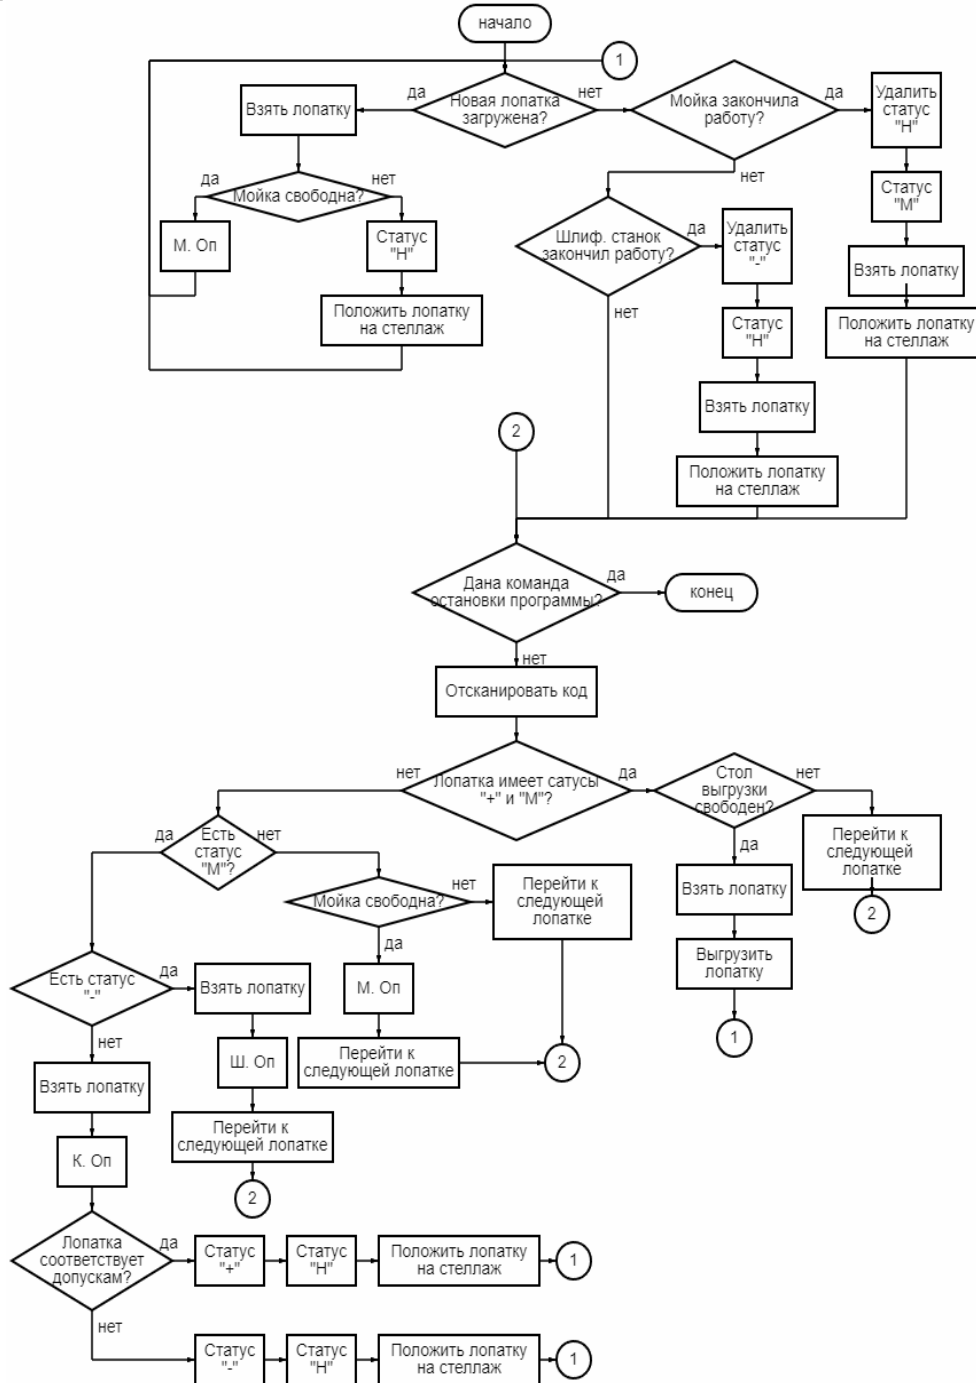 начало
1
Новая лопатка
загружена?
да
нет
Взять лопатку
Мойка закончила
работу?
да
нет
Удалить
статус
"Н"
Мойка свободна?
да
нет
М. Оп
Статус
"Н"
Положить лопатку
на стеллаж
Статус
"М"
Взять лопатку
Положить лопатку
на стеллаж
Шлиф. станок
закончил работу?
да
нет
Удалить
статус
"-"
Статус
"Н"
Взять лопатку
Положить лопатку
на стеллаж
2
Дана команда
остановки программы?
да
конец
нет
Отсканировать код
Лопатка имеет сатусы
"+" и "М"?
нет
да
Стол
выгрузки
свободен?
нет
да
Перейти к
следующей
лопатке
2
Взять лопатку
Выгрузить
лопатку
1
Есть
статус
"М"?
да
нет
Мойка свободна?
нет
да
Перейти к
следующей
лопатке
М. Оп
Перейти к
следующей лопатке
2
Есть статус
"-"
да
нет
Взять лопатку
Ш. Оп
Перейти к
следующей лопатке
2
Взять лопатку
К. Оп
Лопатка
соответствует
допускам?
да
нет
Статус
"+"
Статус
"Н"
Положить лопатку
на стеллаж
1
Статус
"-"
Статус
"Н"
Положить лопатку
на стеллаж
1